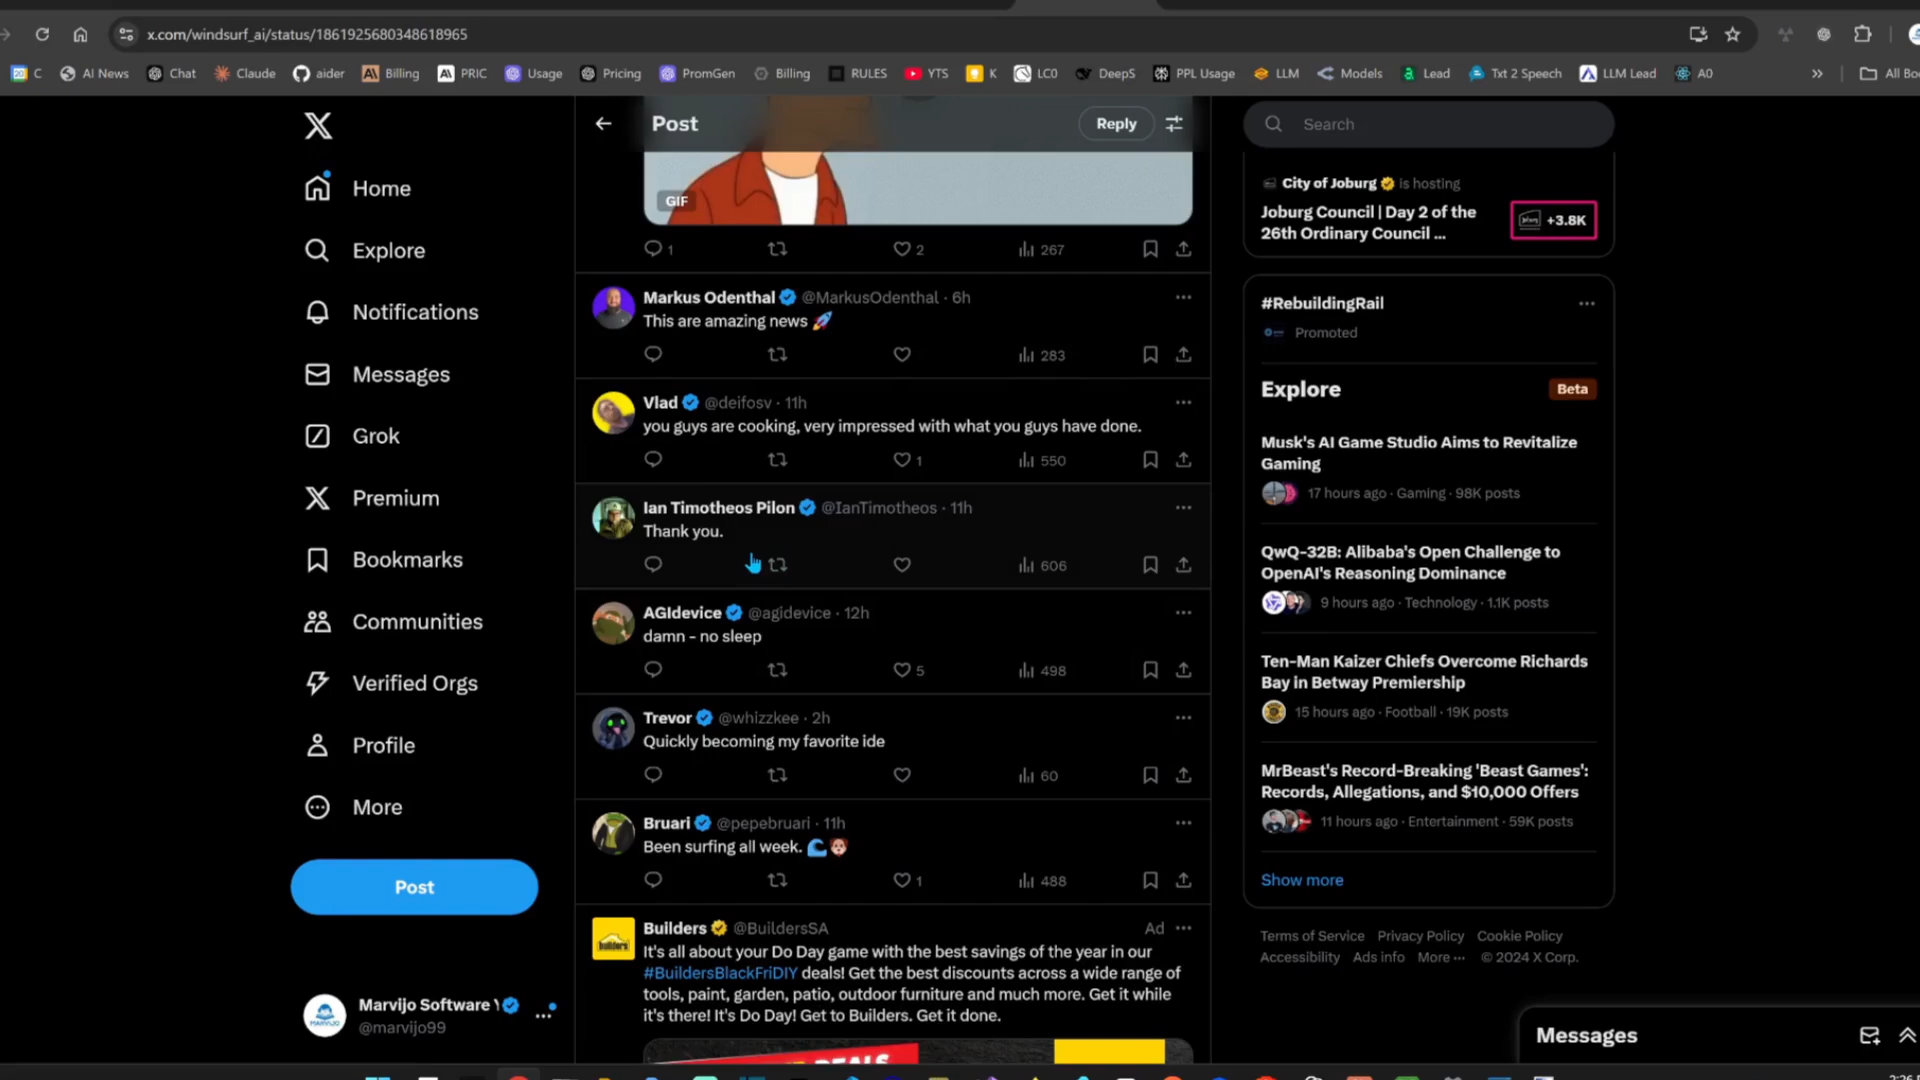 x.com/windsurf_ai/status/1861925680348618965
C
AI News
Chat
Claude
aider
Billing
PRIC
Usage
Pricing
PromGen
Billing
RULES
YTS
K
LC0
DeepS
PPL Usage
LLM
Models
Lead
Txt 2 Speech
LLM Lead
A0
All Boo
Home
Explore
Notifications
Messages
Grok
Premium
Bookmarks
Communities
Verified Orgs
Profile
More
Post
Marvijo Software Y
@marvijo99
Post
Reply
GIF
1 2 267
Markus Odenthal @MarkusOdenthal · 6h
This are amazing news 🚀
283
Vlad @deifosv · 11h
you guys are cooking, very impressed with what you guys have done.
1 550
Ian Timotheos Pilon @IanTimotheos · 11h
Thank you.
606
AGIdevice @agidevice · 12h
damn - no sleep
5 498
Trevor @whizzkee · 2h
Quickly becoming my favorite ide
60
Bruari @pepebruari · 11h
Been surfing all week. 🌊🐶
1 488
Builders @BuildersSA
Ad
builders
It's all about your Do Day game with the best savings of the year in our
#BuildersBlackFriDIY deals! Get the best discounts across a wide range of
tools, paint, garden, patio, outdoor furniture and much more. Get it while
it's there! It's Do Day! Get to Builders. Get it done.
DEALS
Search
City of Joburg is hosting
Joburg Council | Day 2 of the
26th Ordinary Council ...
+3.8K
#RebuildingRail
Promoted
Explore
Beta
Musk's AI Game Studio Aims to Revitalize
Gaming
17 hours ago · Gaming · 98K posts
QwQ-32B: Alibaba's Open Challenge to
OpenAI's Reasoning Dominance
9 hours ago · Technology · 1.1K posts
Ten-Man Kaizer Chiefs Overcome Richards
Bay in Betway Premiership
15 hours ago · Football · 19K posts
MrBeast's Record-Breaking 'Beast Games':
Records, Allegations, and $10,000 Offers
11 hours ago · Entertainment · 59K posts
Show more
Terms of Service Privacy Policy Cookie Policy
Accessibility Ads info More ··· © 2024 X Corp.
Messages